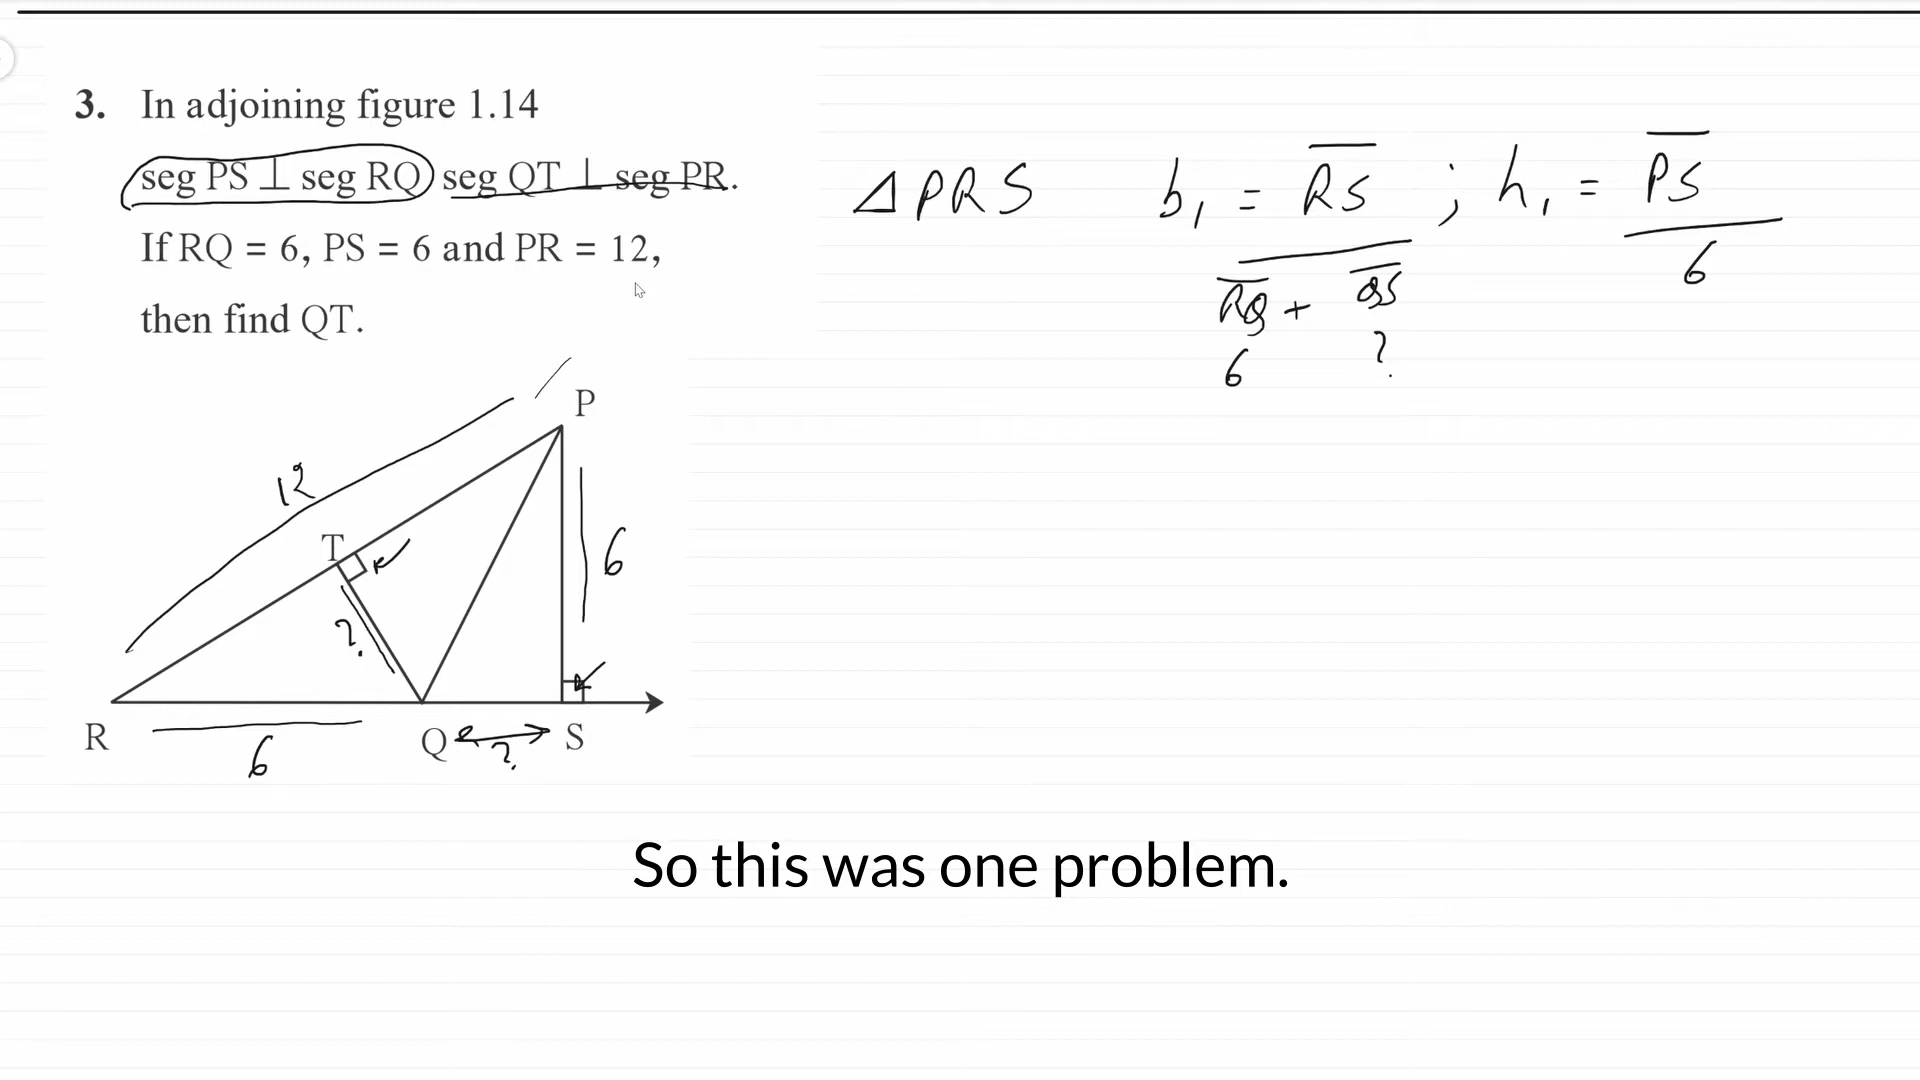 3. In adjoining figure 1.14
seg PS ⊥ seg RQ seg QT ⊥ seg PR.
If RQ = 6, PS = 6 and PR = 12,
then find QT.
△PRS b₁ = RS ; h₁ = PS
RQ + QS
6
6 ?
P
12
T
6
?
R Q S
6 ?
So this was one problem.